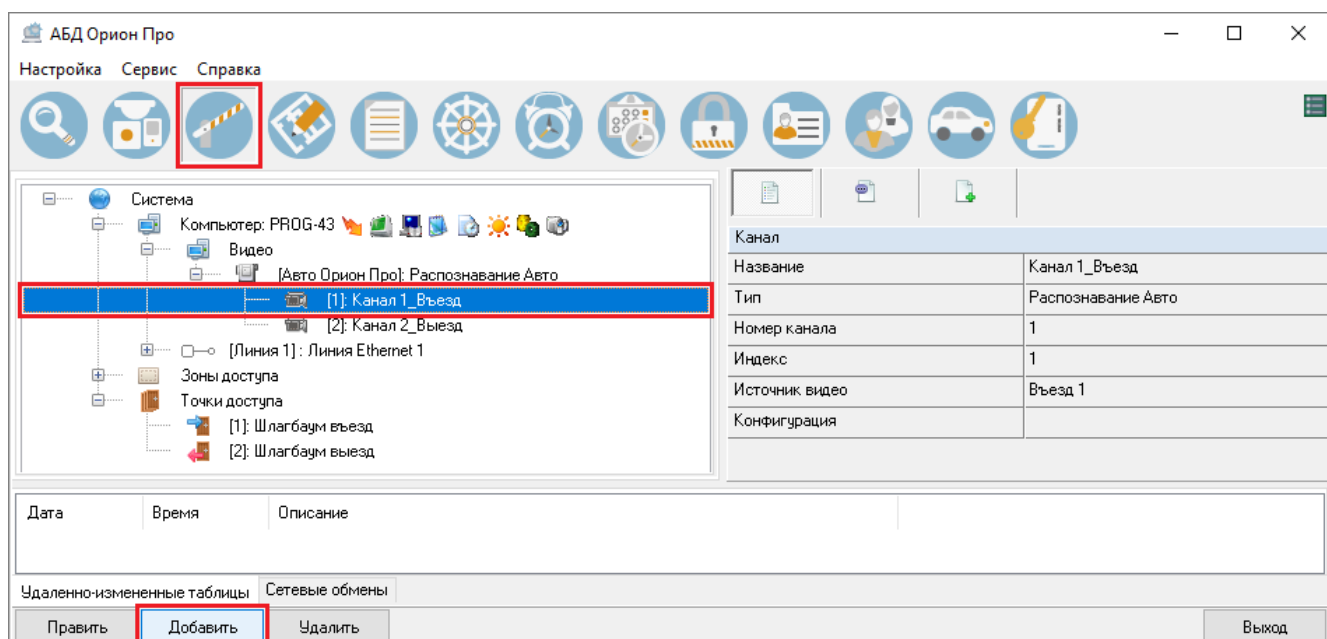 АБД Орион Про
Настройка Сервис Справка
Система
Компьютер: PROG-43
Видео
[Авто Орион Про]: Распознавание Авто
[1]: Канал 1_Въезд
[2]: Канал 2_Выезд
[Линия 1] : Линия Ethernet 1
Зоны доступа
Точки доступа
[1]: Шлагбаум въезд
[2]: Шлагбаум выезд
Канал
Название Канал 1_Въезд
Тип Распознавание Авто
Номер канала 1
Индекс 1
Источник видео Въезд 1
Конфигурация
Дата Время Описание
Удаленно-измененные таблицы Сетевые обмены
Править Добавить Удалить Выход